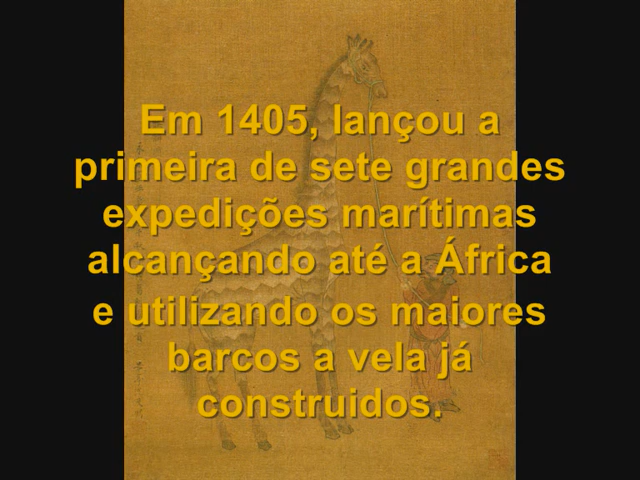 Em 1405, lançou a
primeira de sete grandes
expedições marítimas
alcançando até a África
e utilizando os maiores
barcos a vela já
construidos.